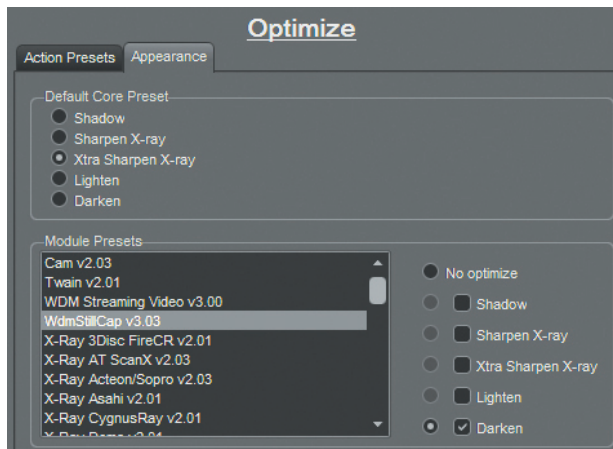 Optimize
Action Presets
Appearance
Default Core Preset
Shadow
Sharpen X-ray
Xtra Sharpen X-ray
Lighten
Darken
Module Presets
Cam v2.03
Twain v2.01
WDM Streaming Video v3.00
WdmStillCap v3.03
X-Ray 3Disc FireCR v2.01
X-Ray AT ScanX v2.03
X-Ray Acteon/Sopro v2.03
X-Ray Asahi v2.01
X-Ray CygnusRay v2.01
No optimize
Shadow
Sharpen X-ray
Xtra Sharpen X-ray
Lighten
Darken